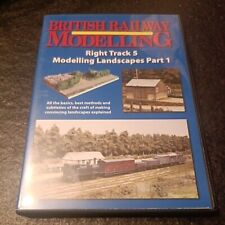 BRITISH RAILWAY
MODELLING
Right Track 5
Modelling Landscapes Part 1
All the basics, best methods and
subtleties of the craft of making
convincing landscapes explained